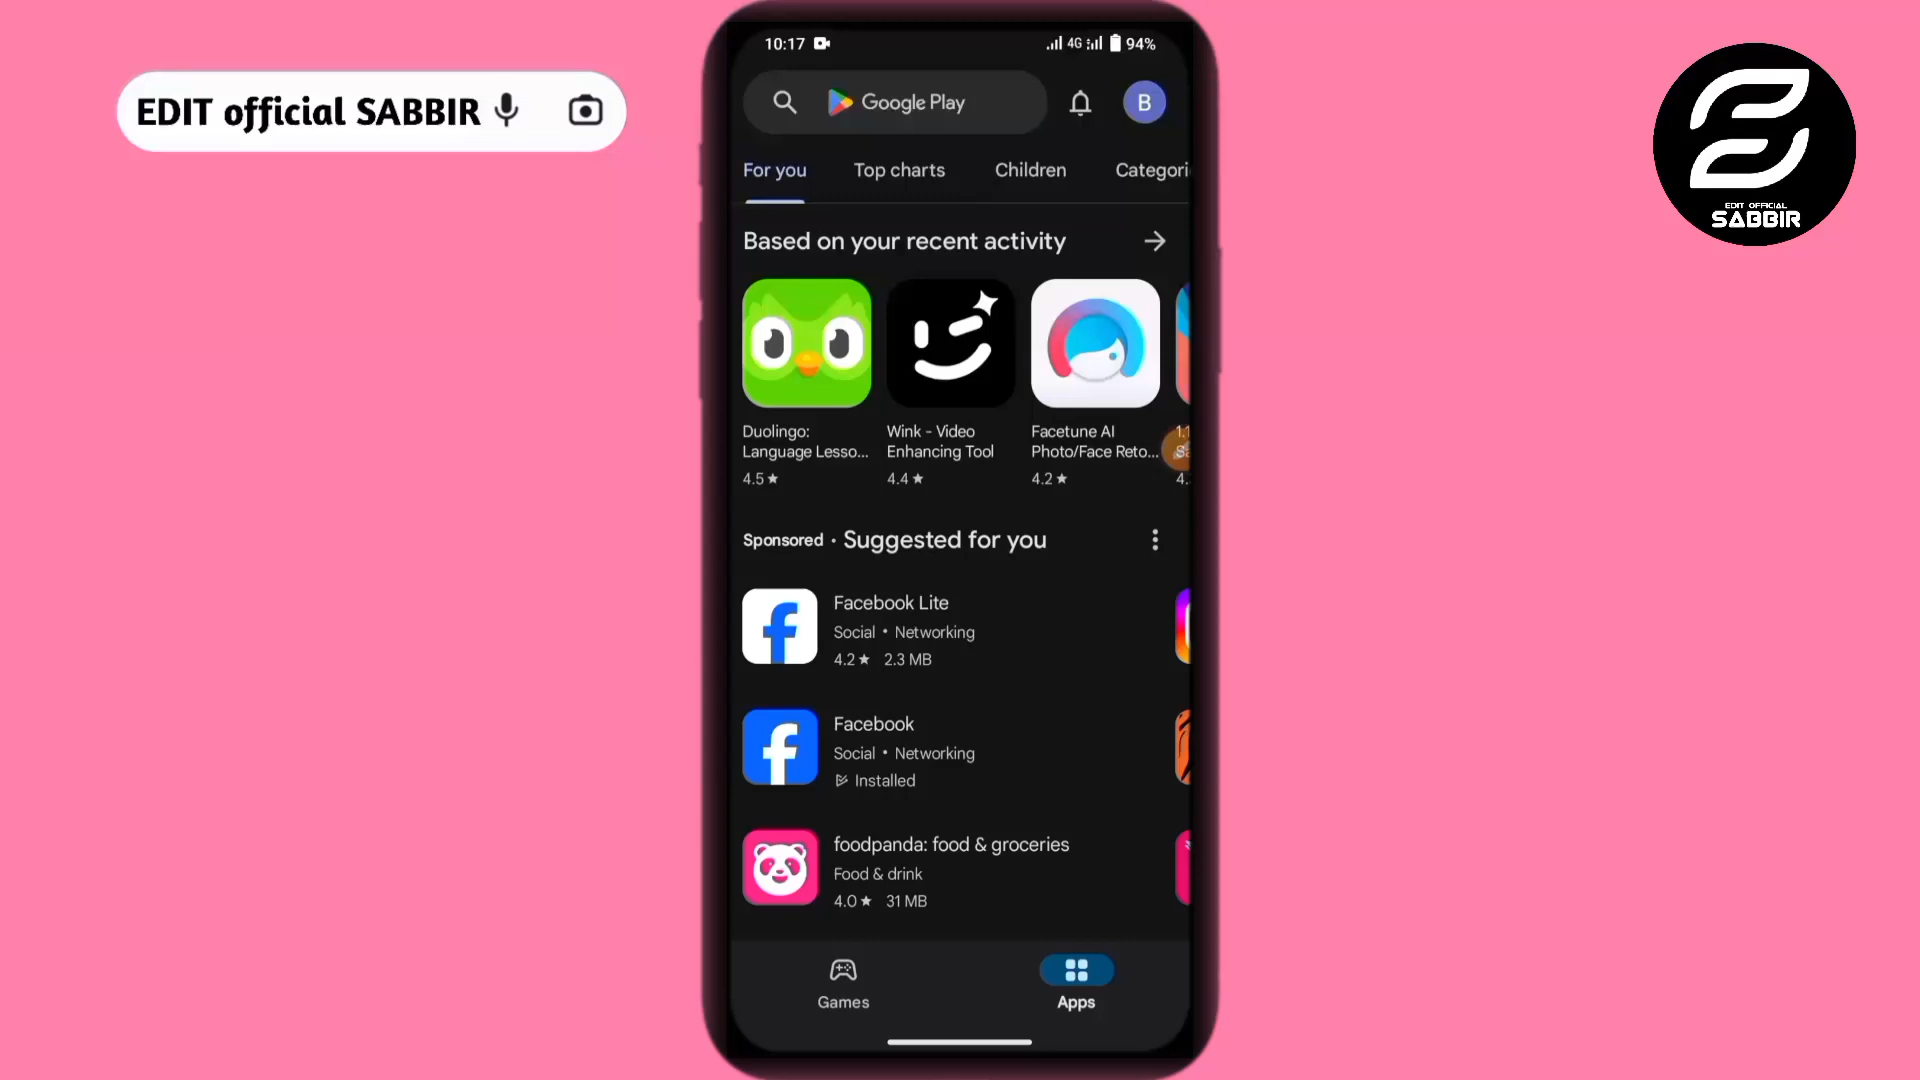 EDIT official SABBIR
EDIT OFFICIAL
SABBIR
10:17
4G
94%
Google Play
B
For you
Top charts
Children
Categori
Based on your recent activity
Duolingo:
Language Lesso...
4.5★
Wink - Video
Enhancing Tool
4.4★
Facetune AI
Photo/Face Reto...
4.2★
4.
Sponsored • Suggested for you
Facebook Lite
Social • Networking
4.2★ 2.3 MB
Facebook
Social • Networking
Installed
foodpanda: food & groceries
Food & drink
4.0★ 31 MB
Games
Apps